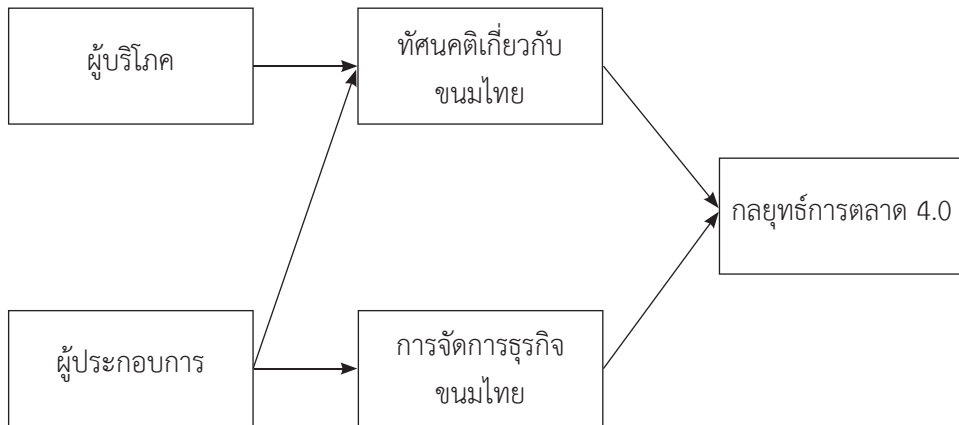 ผู้บริโภค
ทัศนคติเกี่ยวกับ
ขนมไทย
กลยุทธ์การตลาด 4.0
ผู้ประกอบการ
การจัดการธุรกิจ
ขนมไทย